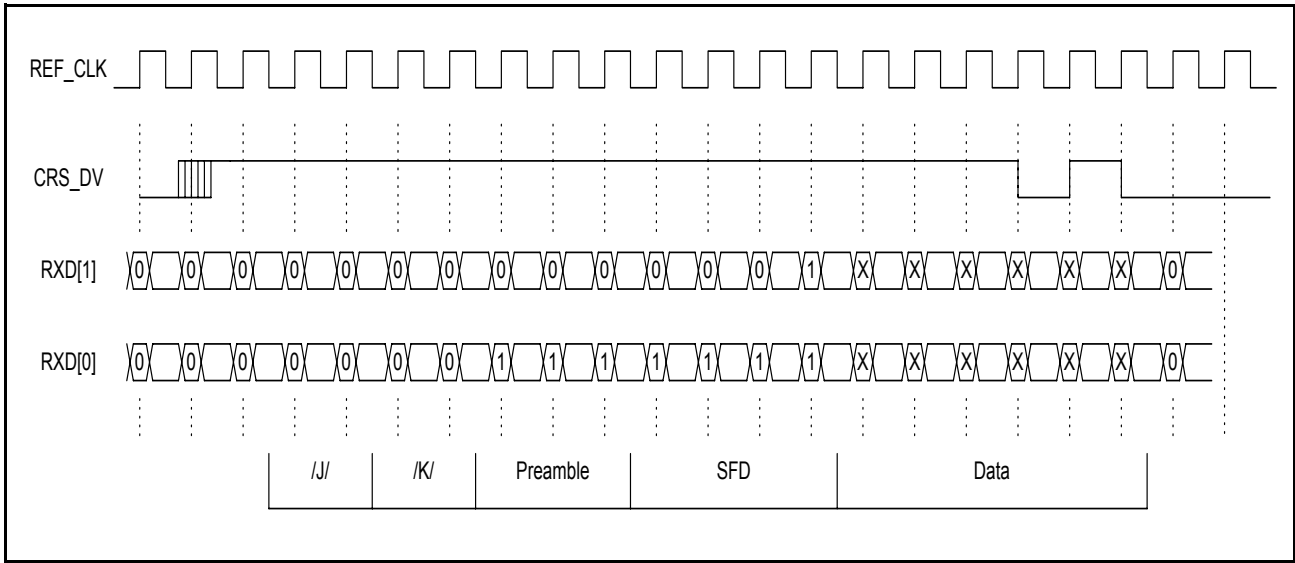 REF_CLK
CRS_DV
RXD[1] 0 0 0 0 0 0 0 0 0 0 0 0 0 1 X X X X X X 0
RXD[0] 0 0 0 0 0 0 0 1 1 1 1 1 1 1 X X X X X X 0
/J/ /K/ Preamble SFD Data